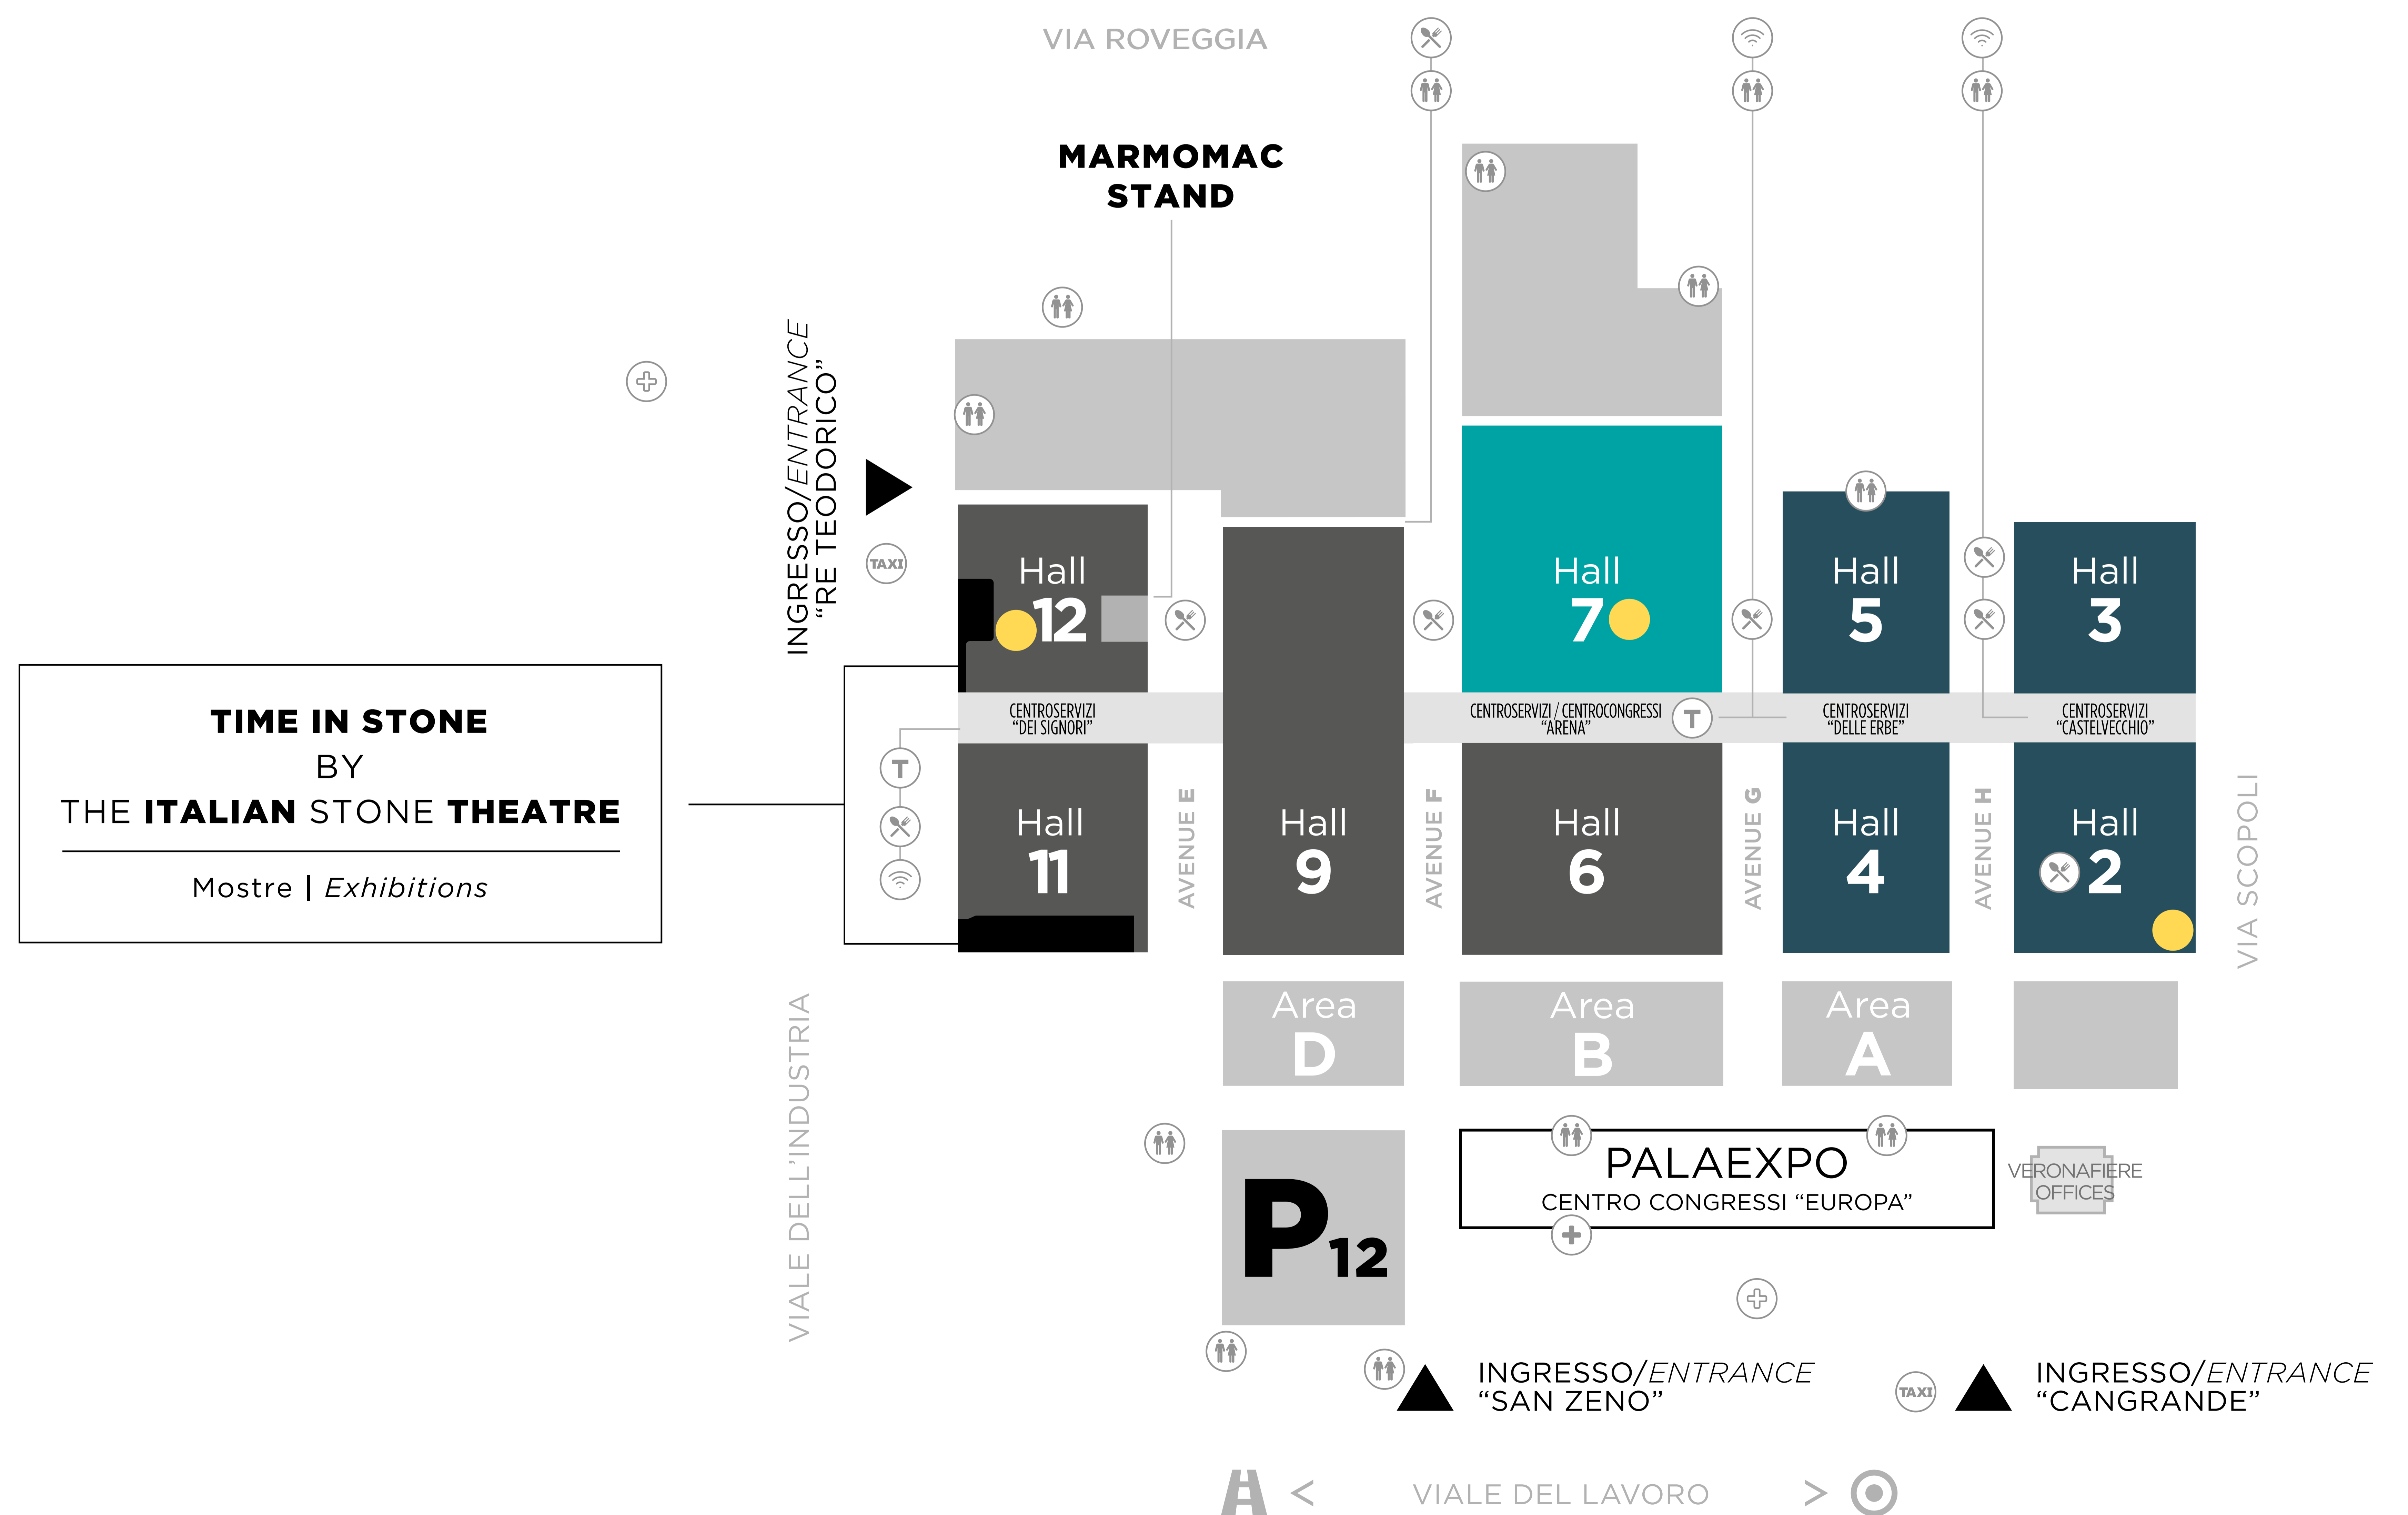 VIA ROVEGGIA
MARMOMAC
STAND
INGRESSO/ENTRANCE
“RE TEODORICO”
TAXI
Hall
12
Hall
7
Hall
5
Hall
3
TIME IN STONE
BY
THE ITALIAN STONE THEATRE
Mostre | Exhibitions
CENTROSERVIZI
“DEI SIGNORI”
CENTROSERVIZI / CENTROCONGRESSI
“ARENA”
T
CENTROSERVIZI
“DELLE ERBE”
CENTROSERVIZI
“CASTELVECCHIO”
T
Hall
11
AVENUE E
Hall
9
AVENUE F
Hall
6
AVENUE G
Hall
4
AVENUE H
Hall
2
VIA SCOPOLI
VIALE DELL’INDUSTRIA
Area
D
Area
B
Area
A
P12
PALAEXPO
CENTRO CONGRESSI “EUROPA”
VERONAFIERE
OFFICES
INGRESSO/ENTRANCE
“SAN ZENO”
TAXI
INGRESSO/ENTRANCE
“CANGRANDE”
< VIALE DEL LAVORO >